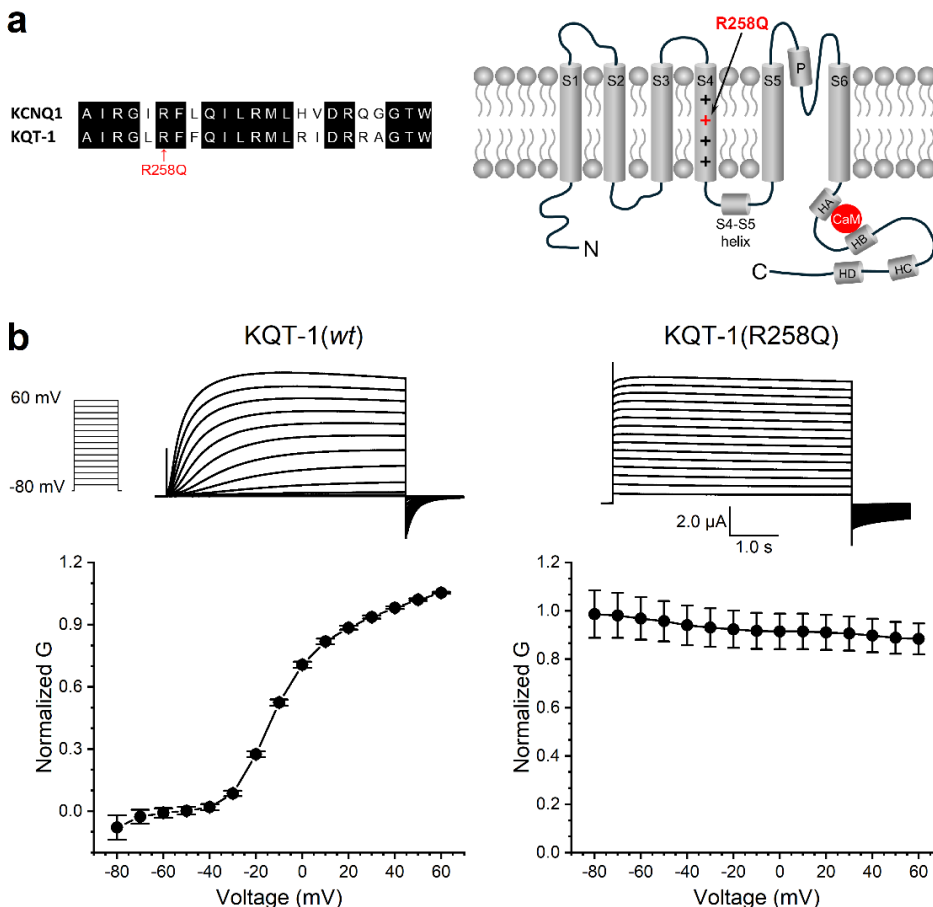 a
R258Q
KCNQ1 AIRGIRFLQILRMLHVDRQGGTW
KQT-1 AIRGLRFFQILRMLRIDRRAGTW
R258Q
S1 S2 S3 S4 S5 P S6
+
+
+
+
S4-S5
helix
HA
CaM
HB
N
C HD HC
b
KQT-1(wt) KQT-1(R258Q)
60 mV
-80 mV
2.0 µA
1.0 s
1.2
0.9
0.6
0.3
0.0
Normalized G
-80 -60 -40 -20 0 20 40 60
Voltage (mV)
1.2
1.0
0.8
0.6
0.4
0.2
0.0
Normalized G
-80 -60 -40 -20 0 20 40 60
Voltage (mV)